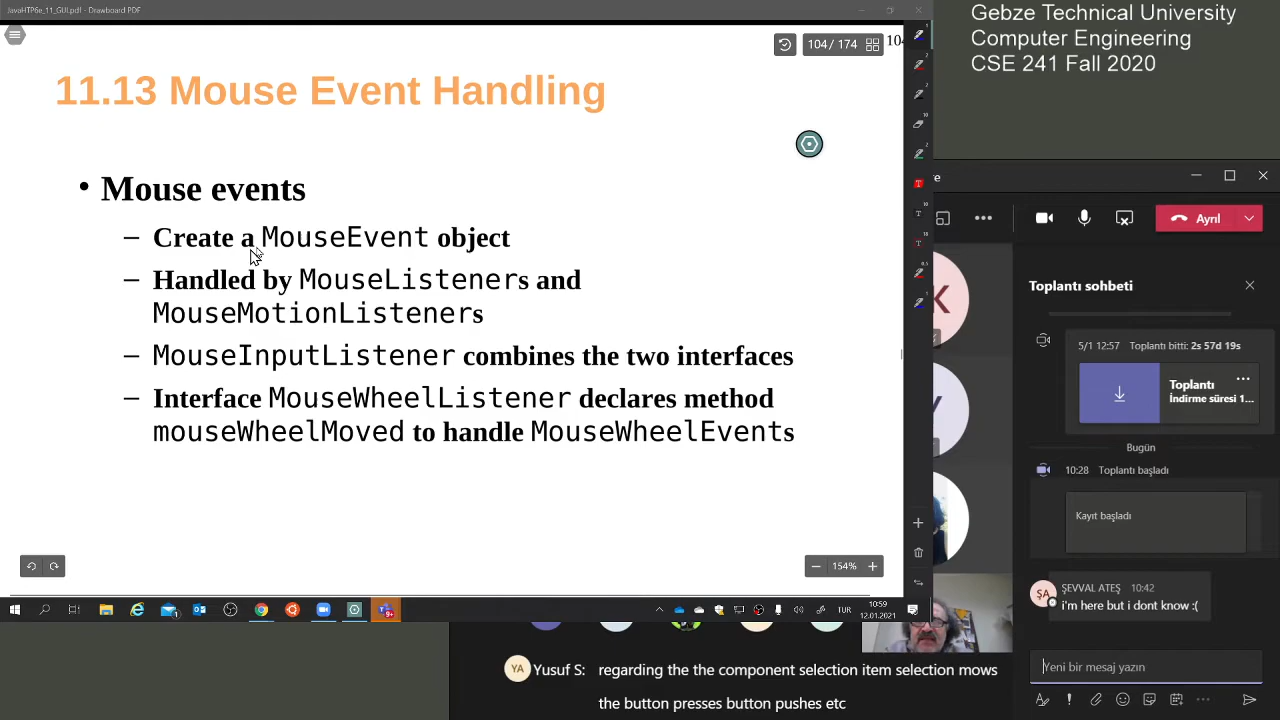 JavaHTP6e_11_GUI.pdf - Drawboard PDF
Gebze Technical University
Computer Engineering
CSE 241 Fall 2020
104 / 174
104
11.13 Mouse Event Handling
• Mouse events
– Create a MouseEvent object
– Handled by MouseListeners and
MouseMotionListeners
– MouseInputListener combines the two interfaces
– Interface MouseWheelListener declares method
mouseWheelMoved to handle MouseWheelEvents
154%
re
Ayrıl
Toplantı sohbeti
5/1 12:57 Toplantı bitti: 2s 57d 19s
Toplantı
İndirme süresi 1...
Bugün
10:28 Toplantı başladı
Kayıt başladı
ŞA
ŞEVVAL ATEŞ 10:42
i'm here but i dont know :(
Yeni bir mesaj yazın
K
TUR
10:59
12.01.2021
YA
Yusuf S: regarding the the component selection item selection mows
the button presses button pushes etc